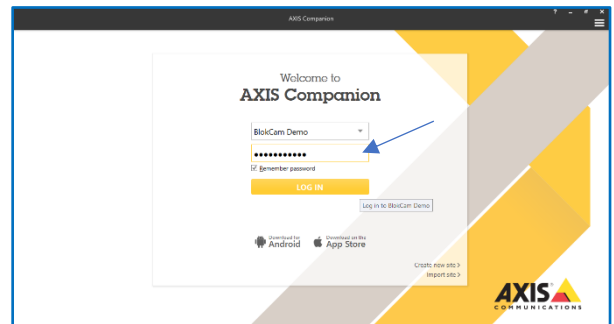 AXIS Companion
?
Welcome to
AXIS Companion
BlokCam Demo
•••••••••••
Remember password
LOG IN
Log in to BlokCam Demo
Download for
Android
Download on the
App Store
Create new site >
Import site >
AXIS
COMMUNICATIONS